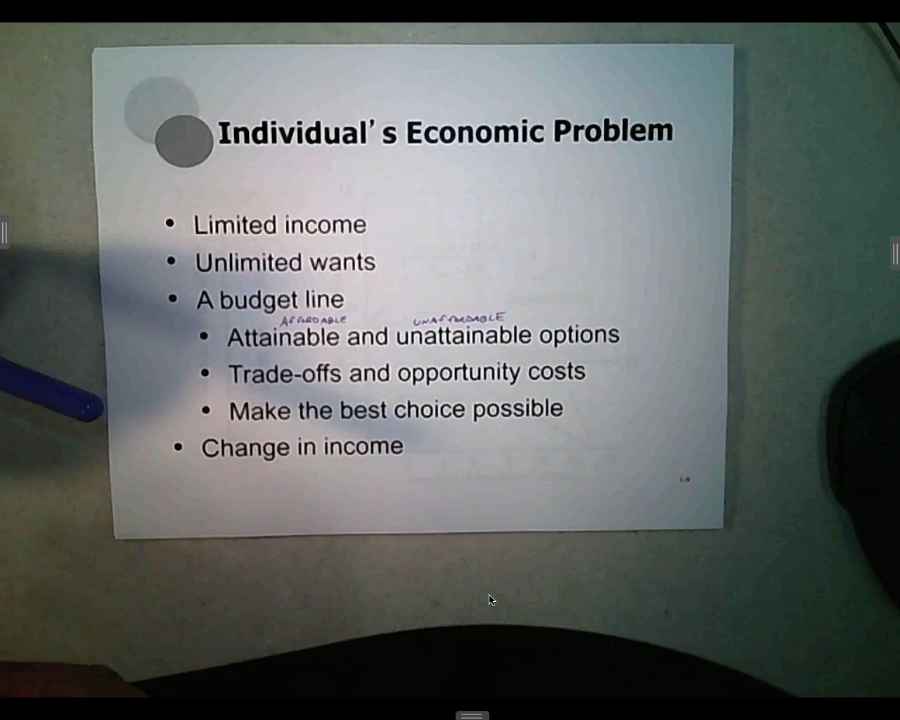 Individual's Economic Problem
• Limited income
• Unlimited wants
• A budget line
AFFORDABLE UNAFFORDABLE
• Attainable and unattainable options
• Trade-offs and opportunity costs
• Make the best choice possible
• Change in income